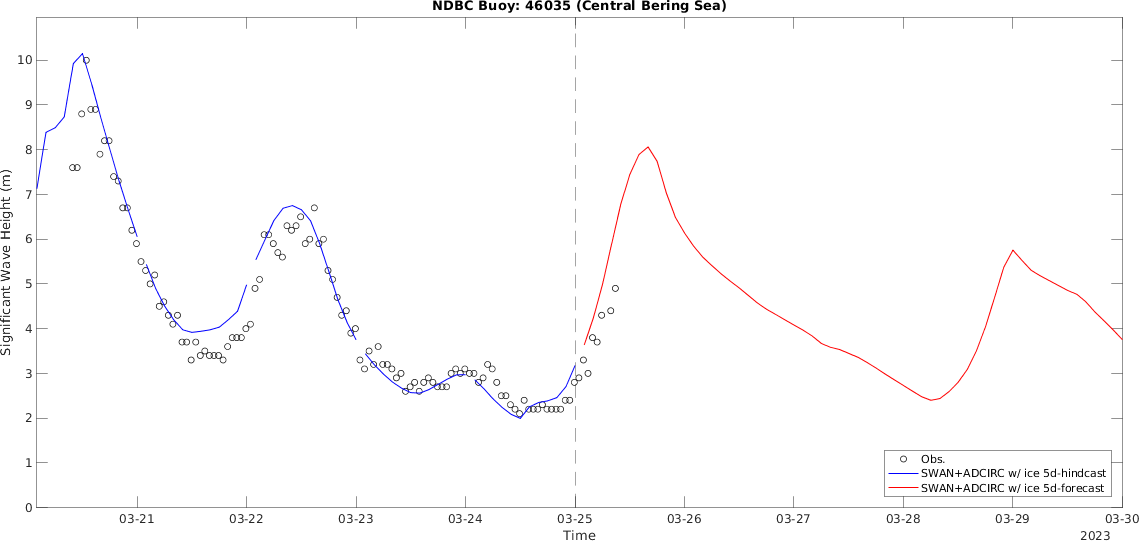 NDBC Buoy: 46035 (Central Bering Sea)
Significant Wave Height (m)
10
9
8
7
6
5
4
3
2
1
0
Obs.
SWAN+ADCIRC w/ ice 5d-hindcast
SWAN+ADCIRC w/ ice 5d-forecast
03-21 03-22 03-23 03-24 03-25 03-26 03-27 03-28 03-29 03-30
Time
2023